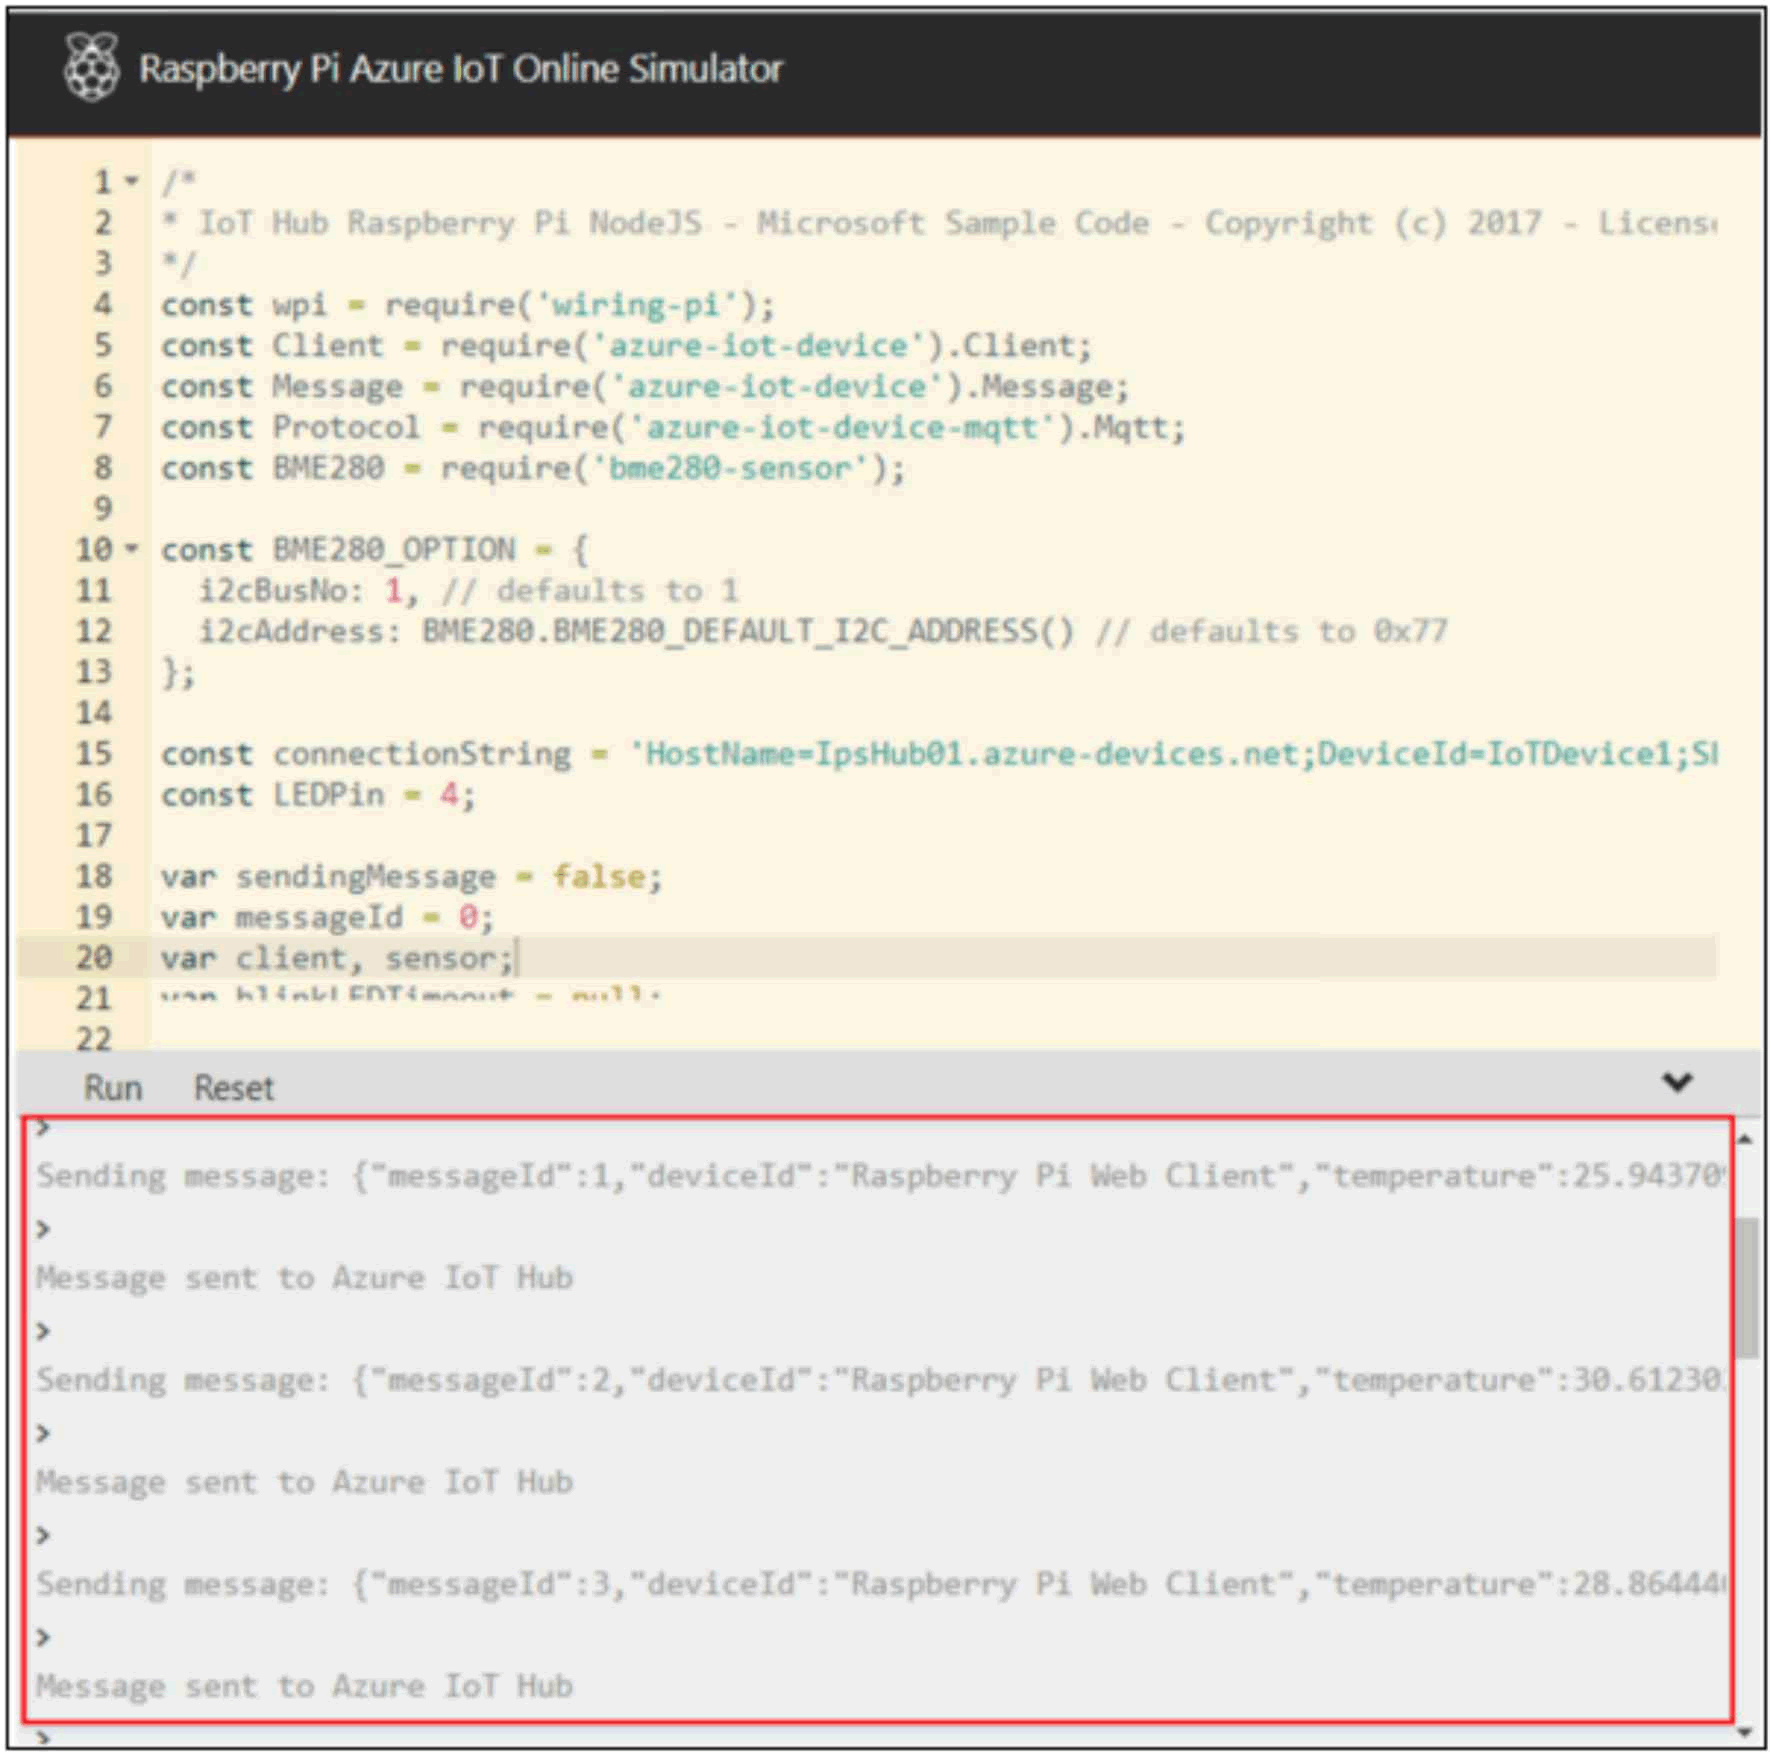 Raspberry Pi Azure IoT Online Simulator
1 /*
2 * IoT Hub Raspberry Pi NodeJS - Microsoft Sample Code - Copyright (c) 2017 - License
3 */
4 const wpi = require('wiring-pi');
5 const Client = require('azure-iot-device').Client;
6 const Message = require('azure-iot-device').Message;
7 const Protocol = require('azure-iot-device-mqtt').Mqtt;
8 const BME280 = require('bme280-sensor');
9
10 const BME280_OPTION = {
11 i2cBusNo: 1, // defaults to 1
12 i2cAddress: BME280.BME280_DEFAULT_I2C_ADDRESS() // defaults to 0x77
13 };
14
15 const connectionString = 'HostName=IpsHub01.azure-devices.net;DeviceId=IoTDevice1;
16 const LEDPin = 4;
17
18 var sendingMessage = false;
19 var messageId = 0;
20 var client, sensor;
21 var blinkLEDTimeout = null;
22
Run Reset
>
Sending message: {"messageId":1,"deviceId":"Raspberry Pi Web Client","temperature":25.94370
>
Message sent to Azure IoT Hub
>
Sending message: {"messageId":2,"deviceId":"Raspberry Pi Web Client","temperature":30.61230
>
Message sent to Azure IoT Hub
>
Sending message: {"messageId":3,"deviceId":"Raspberry Pi Web Client","temperature":28.86444
>
Message sent to Azure IoT Hub
>